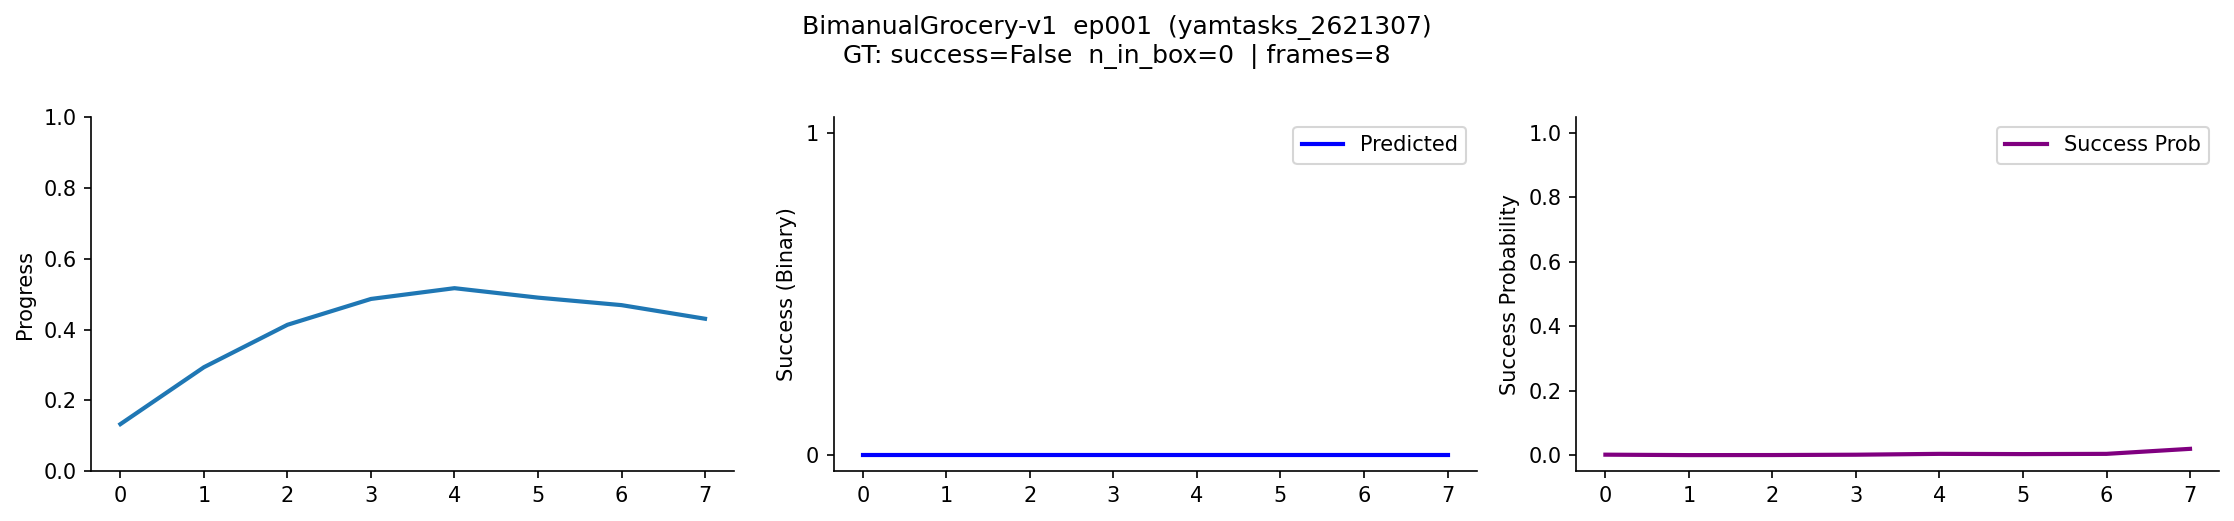 BimanualGrocery-v1  ep001  (yamtasks_2621307)
GT: success=False  n_in_box=0  | frames=8
Progress
1.0
0.8
0.6
0.4
0.2
0.0
0 1 2 3 4 5 6 7
Success (Binary)
1
0
Predicted
0 1 2 3 4 5 6 7
Success Probability
1.0
0.8
0.6
0.4
0.2
0.0
Success Prob
0 1 2 3 4 5 6 7